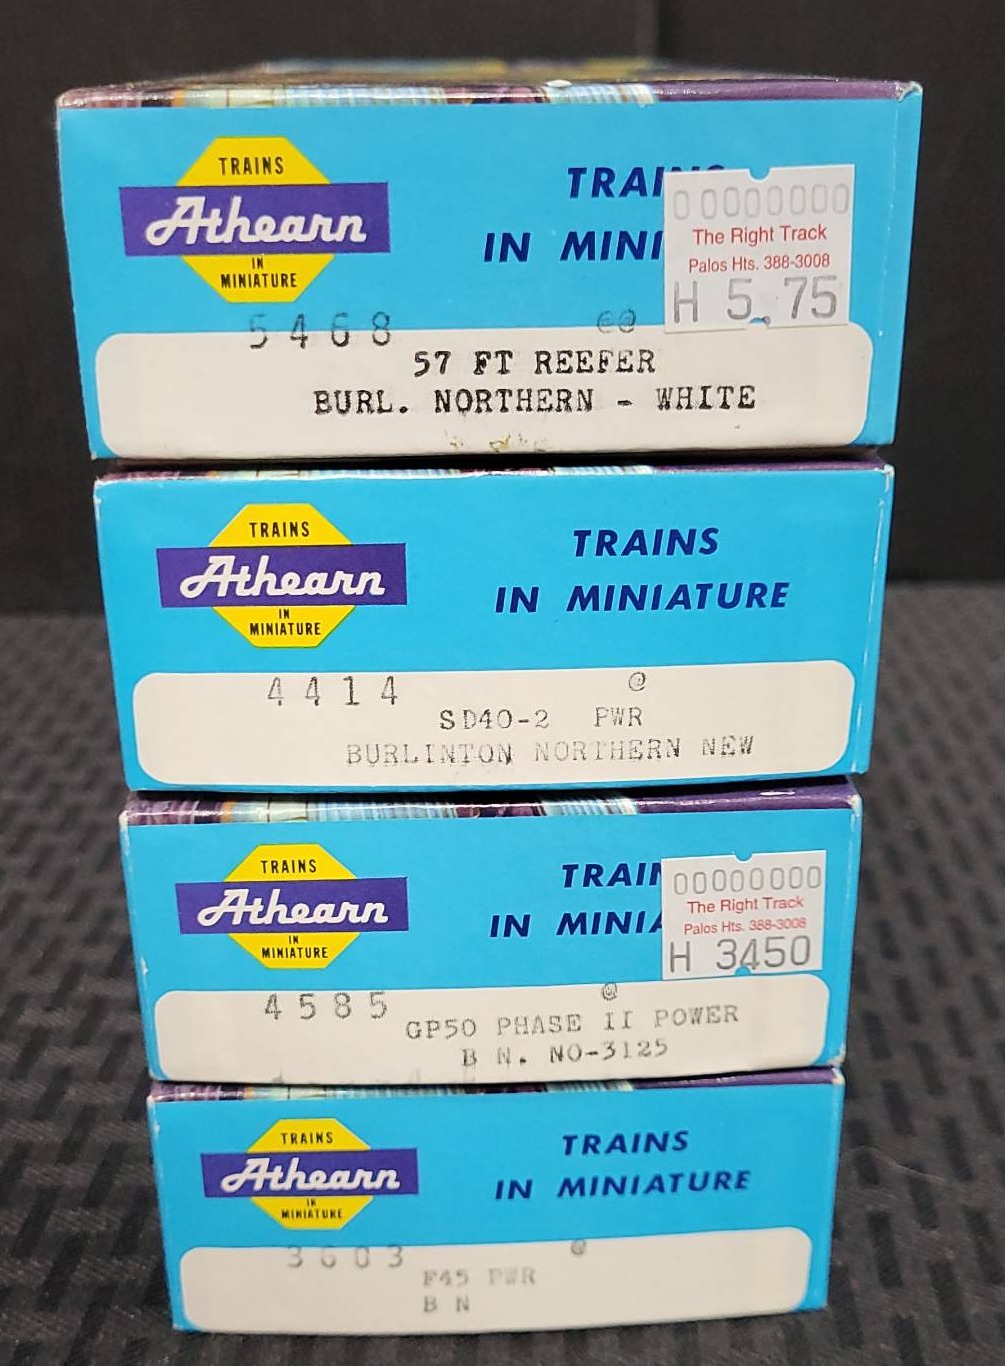 TRAINS
Athearn
IN
MINIATURE
TRAINS
IN MINI
00000000
The Right Track
Palos Hts. 388-3008
H 5.75
5468 @@
57 FT REEFER
BURL. NORTHERN - WHITE
TRAINS
Athearn
IN
MINIATURE
TRAINS
IN MINIATURE
4414 @
SD40-2 PWR
BURLINTON NORTHERN NEW
TRAINS
Athearn
IN
MINIATURE
TRAIN
IN MINIA
00000000
The Right Track
Palos Hts. 388-3008
H 3450
4585 @
GP50 PHASE II POWER
B N. NO-3125
TRAINS
Athearn
IN
MINIATURE
TRAINS
IN MINIATURE
3603 @
F45 PWR
B N